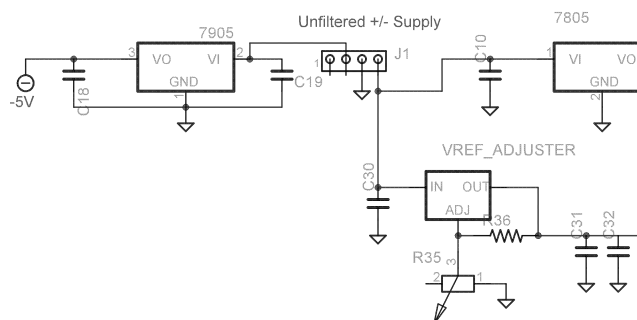 Unfiltered +/- Supply
7905
7805
3
VO
VI
2
GND
1
C18
-5V
C19
1
J1
C10
1
VI
VO
GND
2
VREF_ADJUSTER
C30
IN
OUT
ADJ
R36
C31
C32
R35
3
2
1